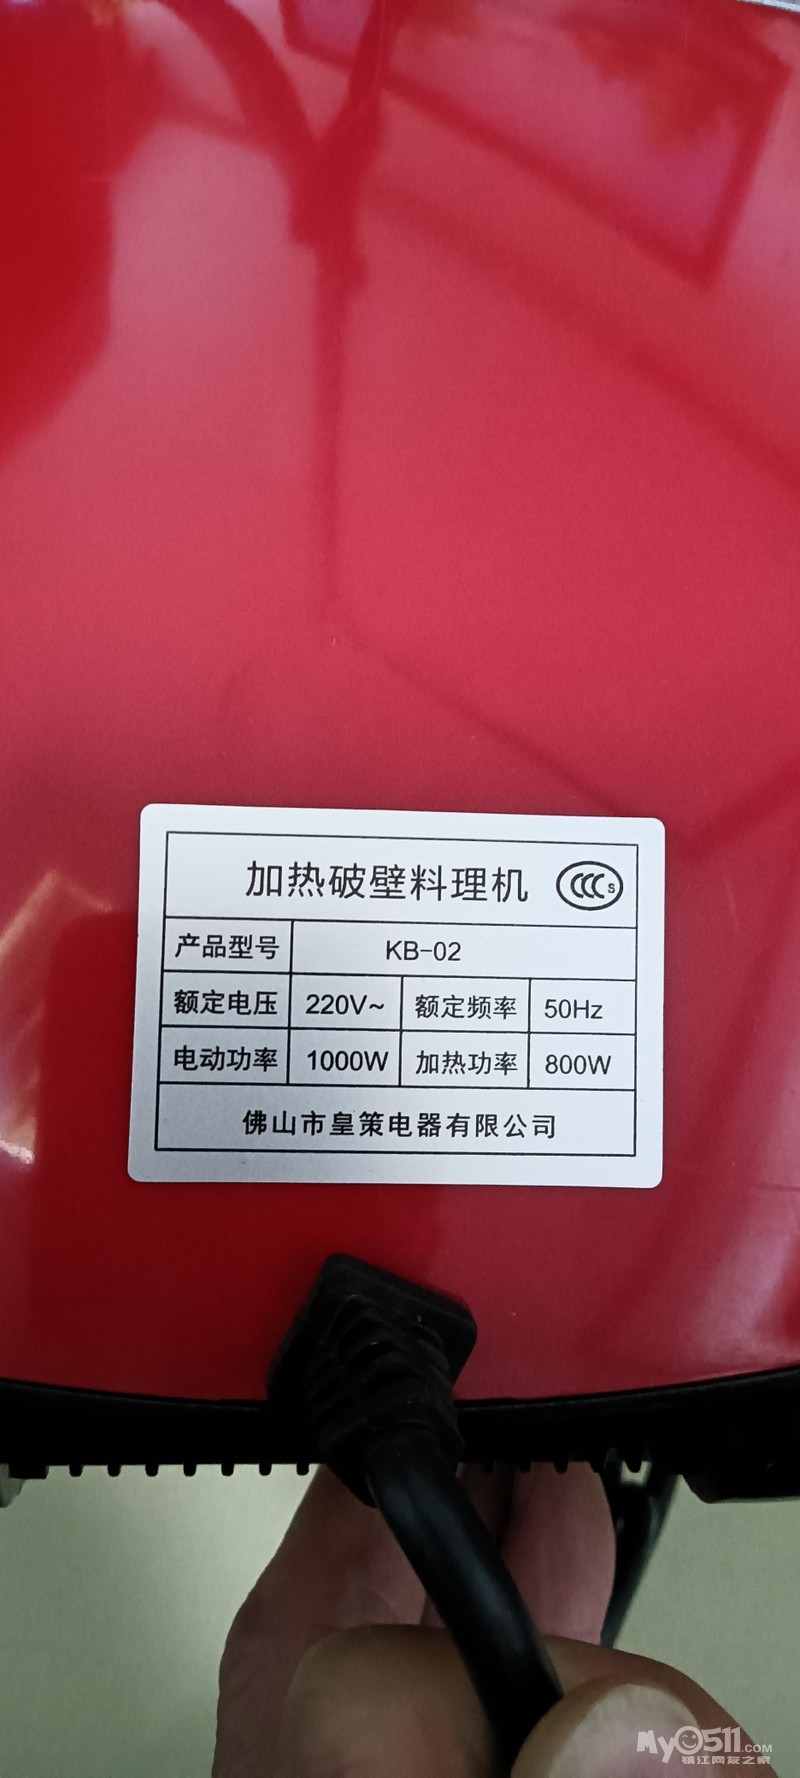 加热破壁料理机 CCC S
产品型号 KB-02
额定电压 220V~ 额定频率 50Hz
电动功率 1000W 加热功率 800W
佛山市皇策电器有限公司
MyO511.COM
镇江网友之家